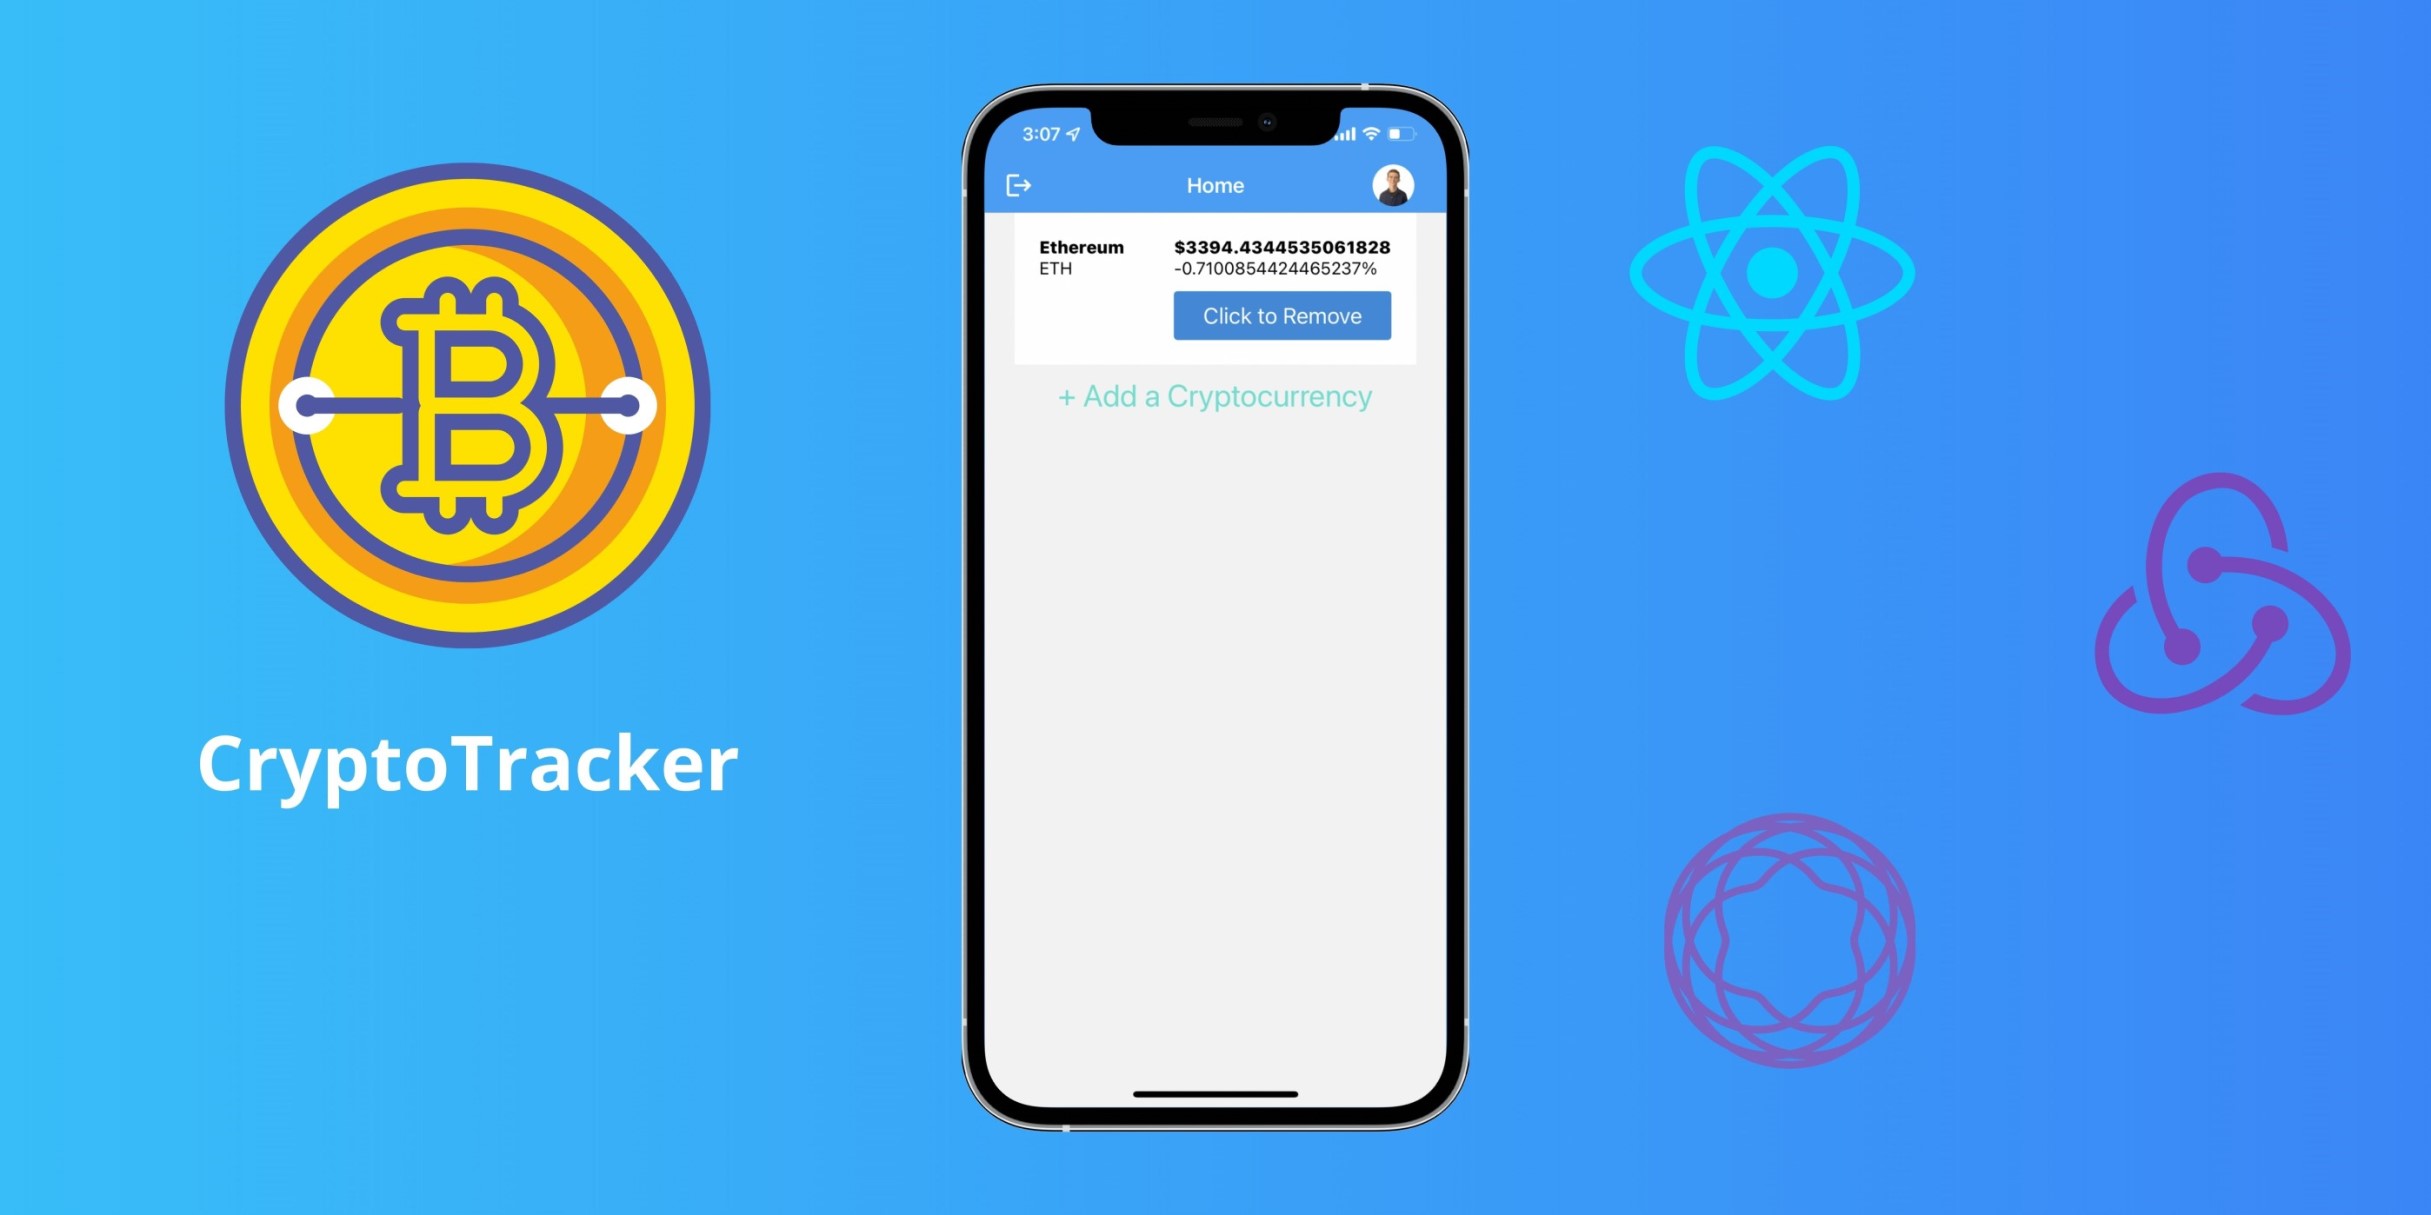 CryptoTracker
3:07
Home
Ethereum $3394.4344535061828
ETH -0.7100854424465237%
Click to Remove
+ Add a Cryptocurrency